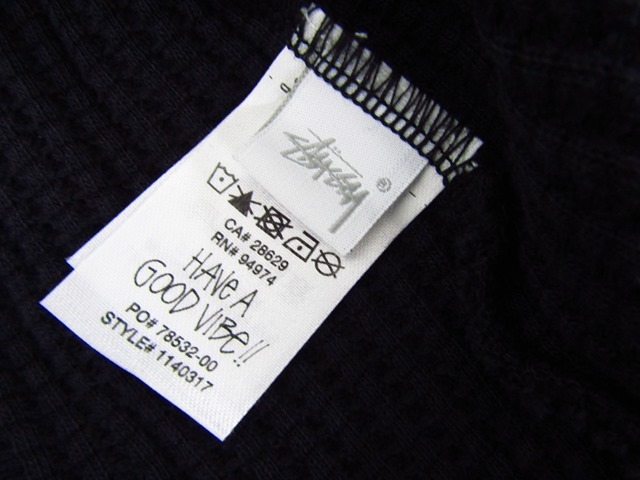 Stüssy ®
CA# 28629
RN# 94974
HAVE A
GOOD VIBE!!
PO# 78532-00
STYLE# 1140317